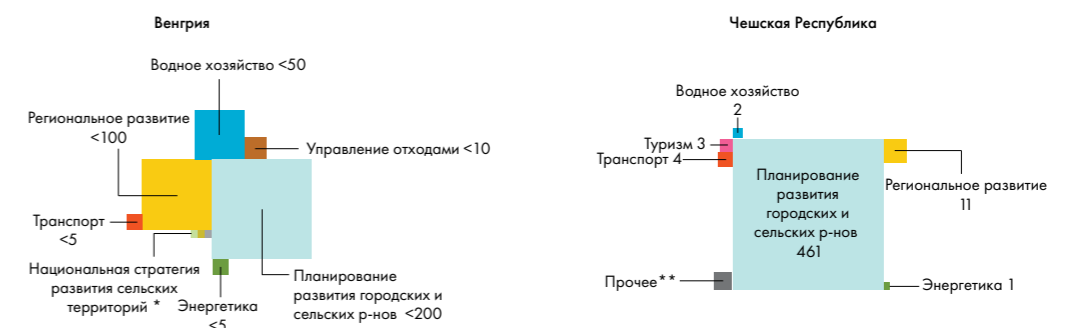 Венгрия
Водное хозяйство <50
Региональное развитие
<100
Управление отходами <10
Транспорт
<5
Национальная стратегия
развития сельских
территорий *
Энергетика
<5
Планирование
развития городских и
сельских р-нов <200
Чешская Республика
Водное хозяйство
2
Туризм 3
Транспорт 4
Планирование
развития
городских и
сельских р-нов
461
Региональное развитие
11
Прочее**
Энергетика 1